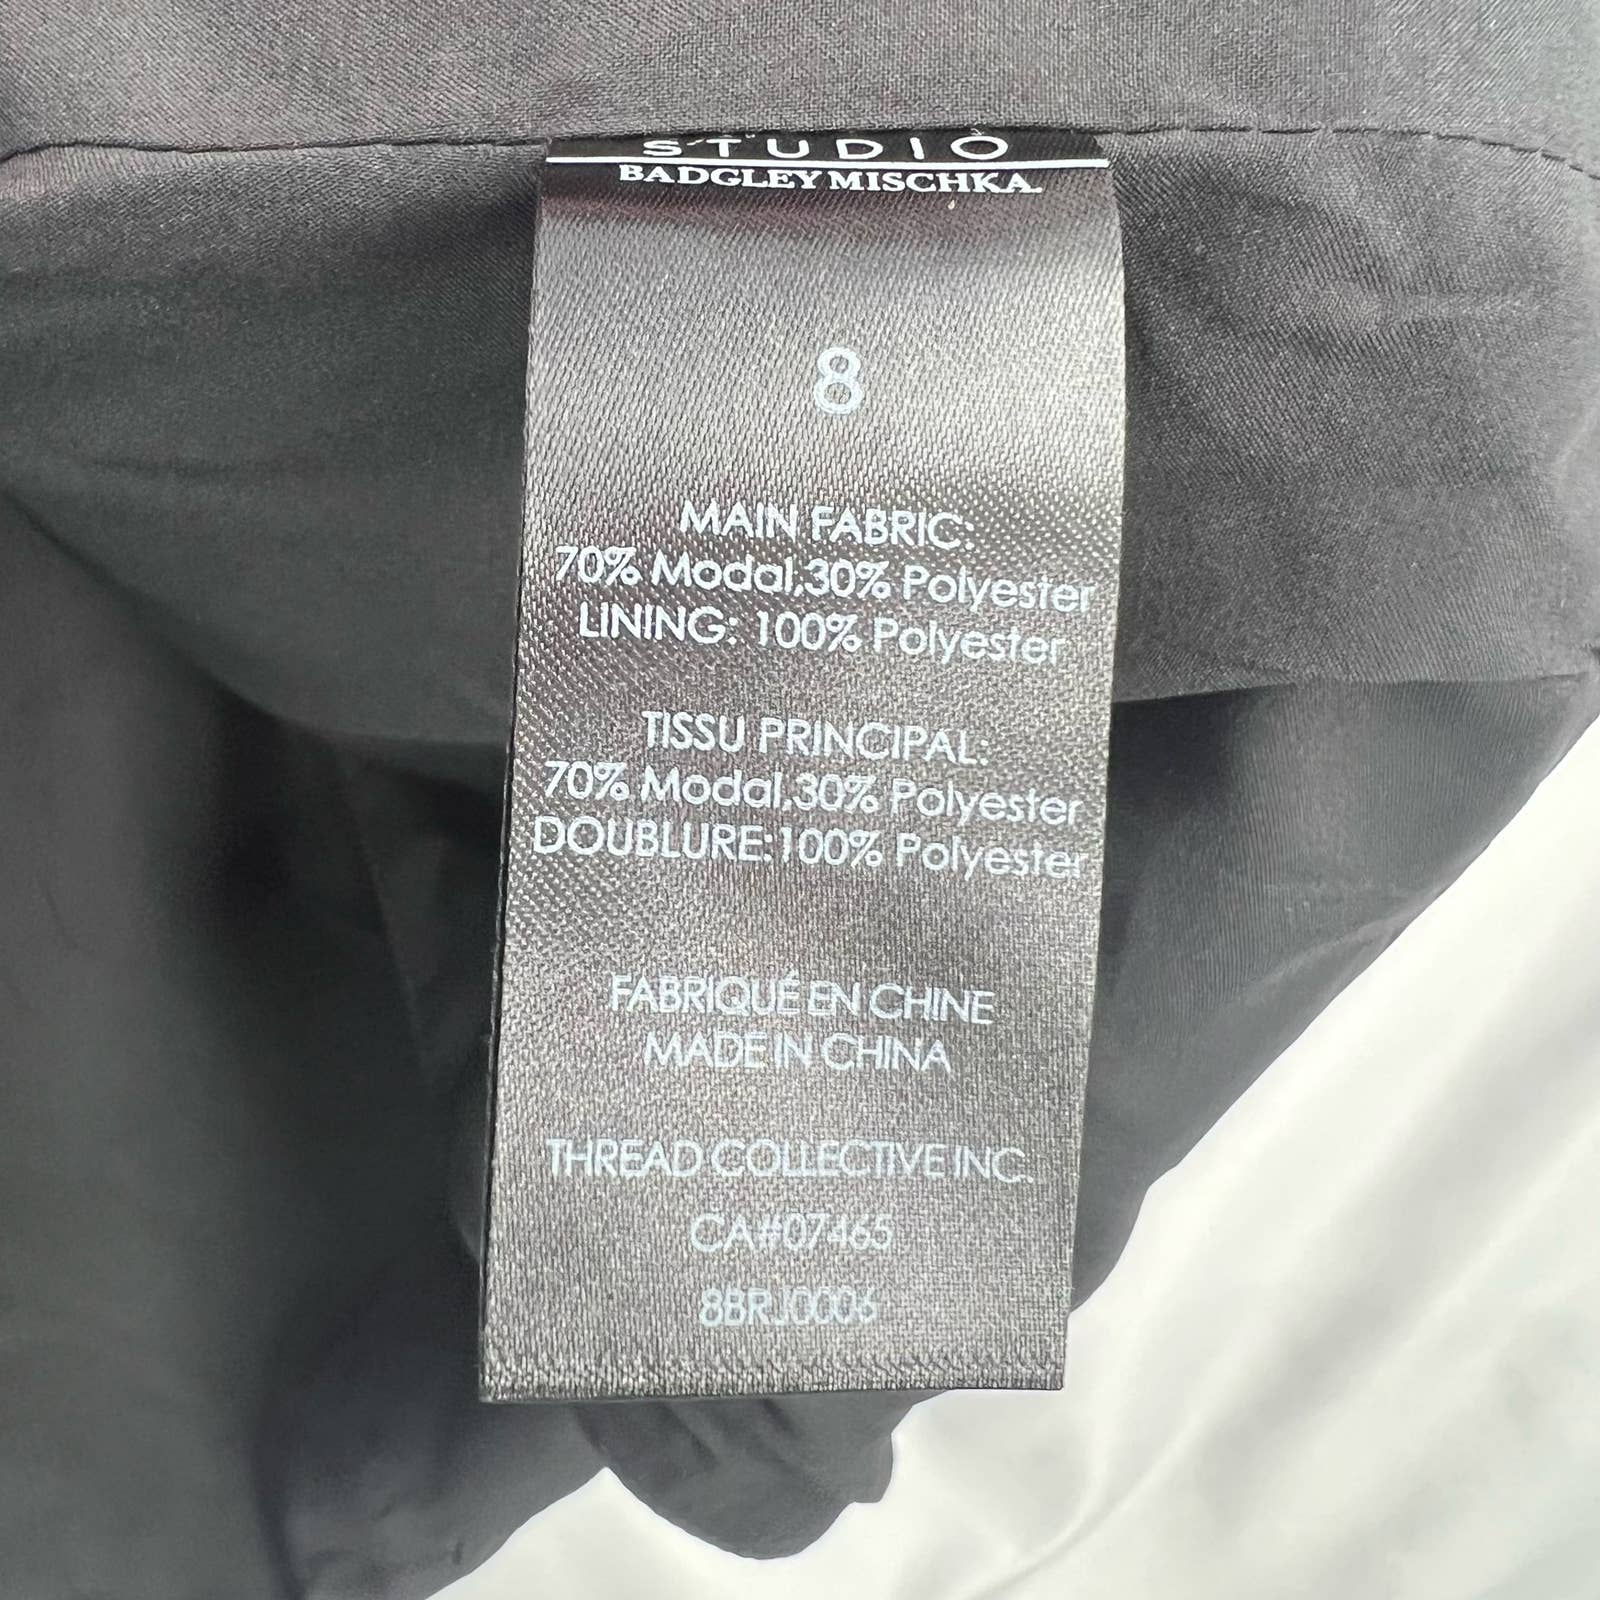 STUDIO
BADGLEY MISCHKA.
8
MAIN FABRIC:
70% Modal,30% Polyester
LINING: 100% Polyester
TISSU PRINCIPAL:
70% Modal,30% Polyester
DOUBLURE:100% Polyester
FABRIQUÉ EN CHINE
MADE IN CHINA
THREAD COLLECTIVE INC.
CA#07465
8BRJ0006